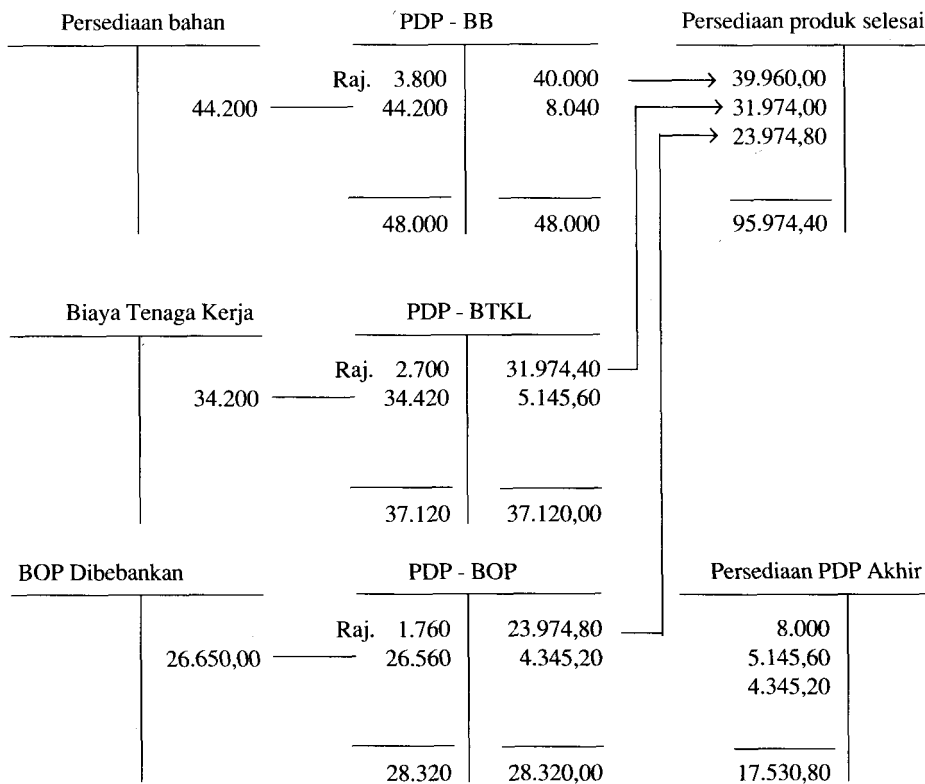 Persediaan bahan PDP - BB Persediaan produk selesai
Raj. 3.800 40.000 39.960,00
44.200 44.200 8.040 31.974,00
23.974,80
48.000 48.000 95.974,40
Biaya Tenaga Kerja PDP - BTKL
Raj. 2.700 31.974,40
34.200 34.420 5.145,60
37.120 37.120,00
BOP Dibebankan PDP - BOP Persediaan PDP Akhir
Raj. 1.760 23.974,80 8.000
26.650,00 26.560 4.345,20 5.145,60
4.345,20
28.320 28.320,00 17.530,80